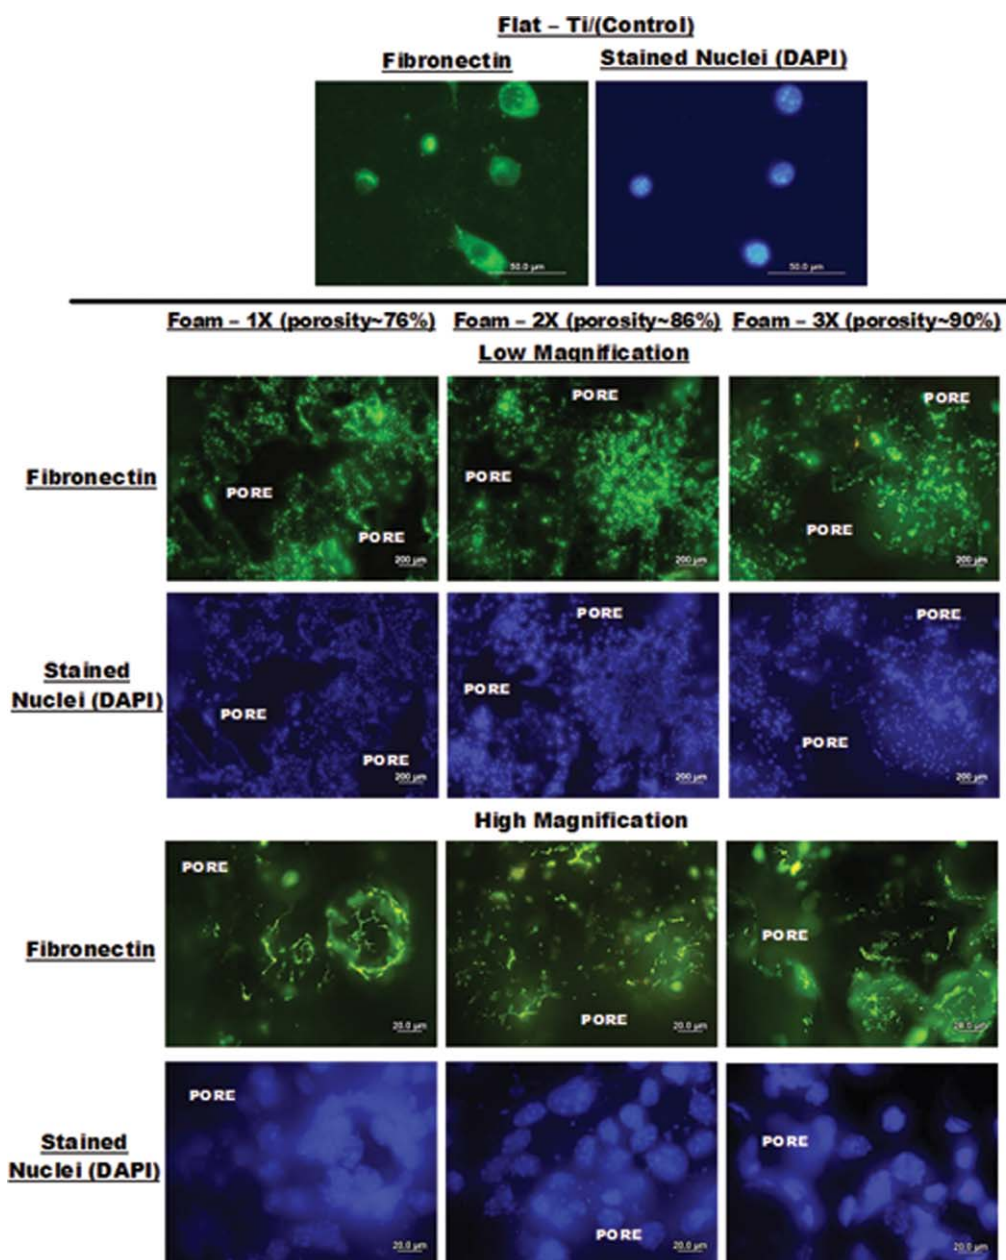 Flat – Ti/(Control)
Fibronectin Stained Nuclei (DAPI)
50.0 µm 50.0 µm
Foam – 1X (porosity~76%) Foam – 2X (porosity~86%) Foam – 3X (porosity~90%)
Low Magnification
PORE PORE
Fibronectin PORE PORE
PORE PORE
200 µm 200 µm 200 µm
PORE PORE
Stained
Nuclei (DAPI) PORE PORE PORE
PORE
200 µm 200 µm 200 µm
High Magnification
PORE
Fibronectin PORE
PORE
20.0 µm 20.0 µm 20.0 µm
PORE
Stained PORE
Nuclei (DAPI)
PORE
20.0 µm 20.0 µm 20.0 µm